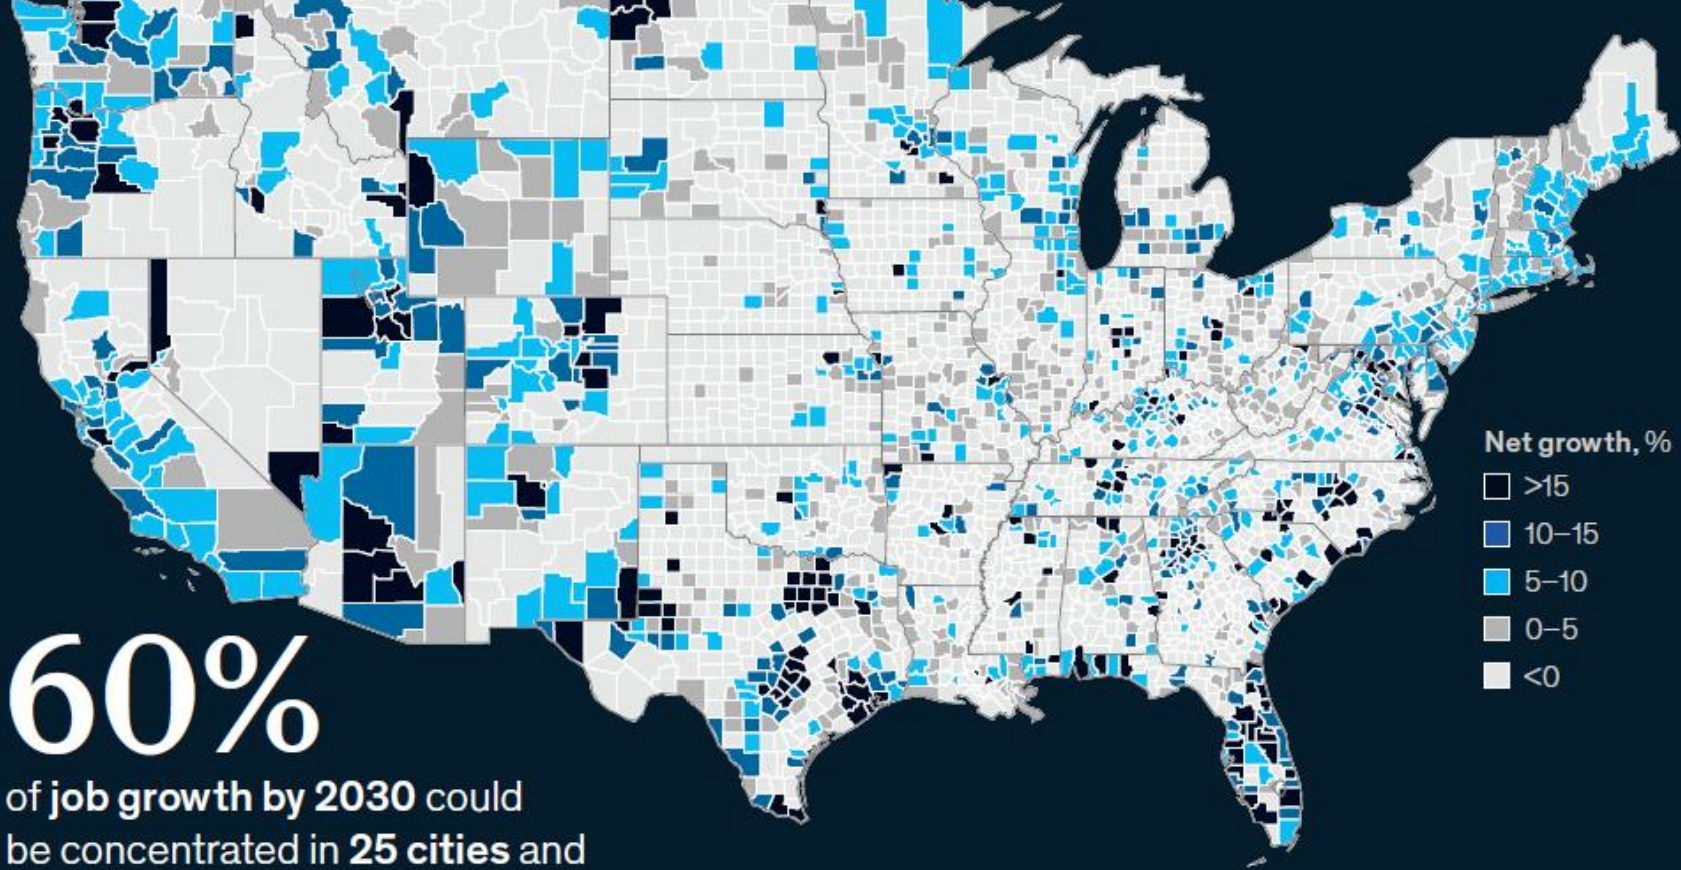 Net growth, %
>15
10–15
5–10
0–5
<0
60%
of job growth by 2030 could
be concentrated in 25 cities and